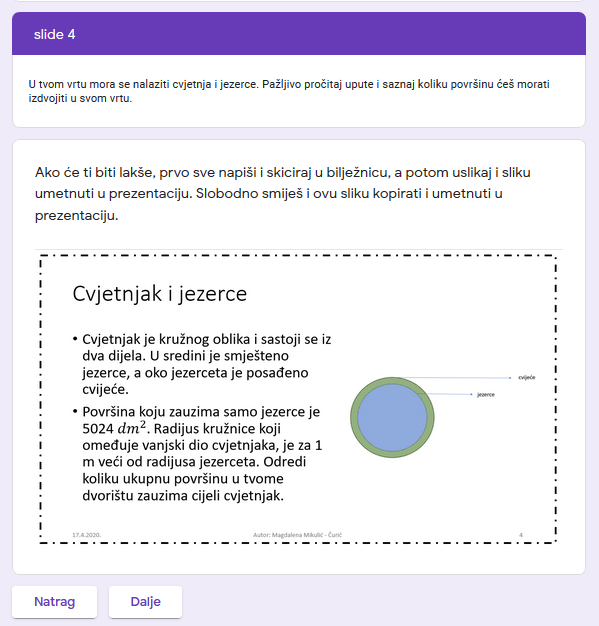 slide 4
U tvom vrtu mora se nalaziti cvjetnja i jezerce. Pažljivo pročitaj upute i saznaj koliku površinu ćeš morati
izdvojiti u svom vrtu.
Ako će ti biti lakše, prvo sve napiši i skiciraj u bilježnicu, a potom uslikaj i sliku
umetnuti u prezentaciju. Slobodno smiješ i ovu sliku kopirati i umetnuti u
prezentaciju.
Cvjetnjak i jezerce
• Cvjetnjak je kružnog oblika i sastoji se iz
dva dijela. U sredini je smješteno
jezerce, a oko jezerceta je posađeno
cvijeće.
• Površina koju zauzima samo jezerce je
5024 dm². Radijus kružnice koji
omeđuje vanjski dio cvjetnjaka, je za 1
m veći od radijusa jezerceta. Odredi
koliku ukupnu površinu u tvome
dvorištu zauzima cijeli cvjetnjak.
cvijeće
jezerce
17.4.2020.
Autor: Magdalena Mikulić - Čurić
4
Natrag
Dalje